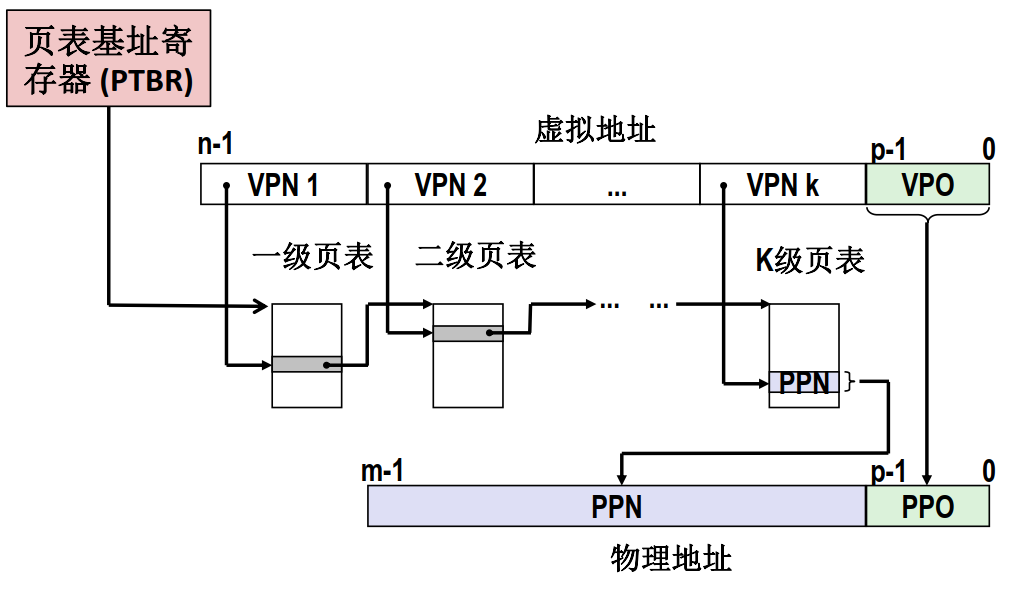 页表基址寄
存器 (PTBR)
虚拟地址
n-1
p-1
0
VPN 1
VPN 2
...
VPN k
VPO
一级页表
二级页表
K级页表
...
...
PPN
m-1
p-1
0
PPN
PPO
物理地址